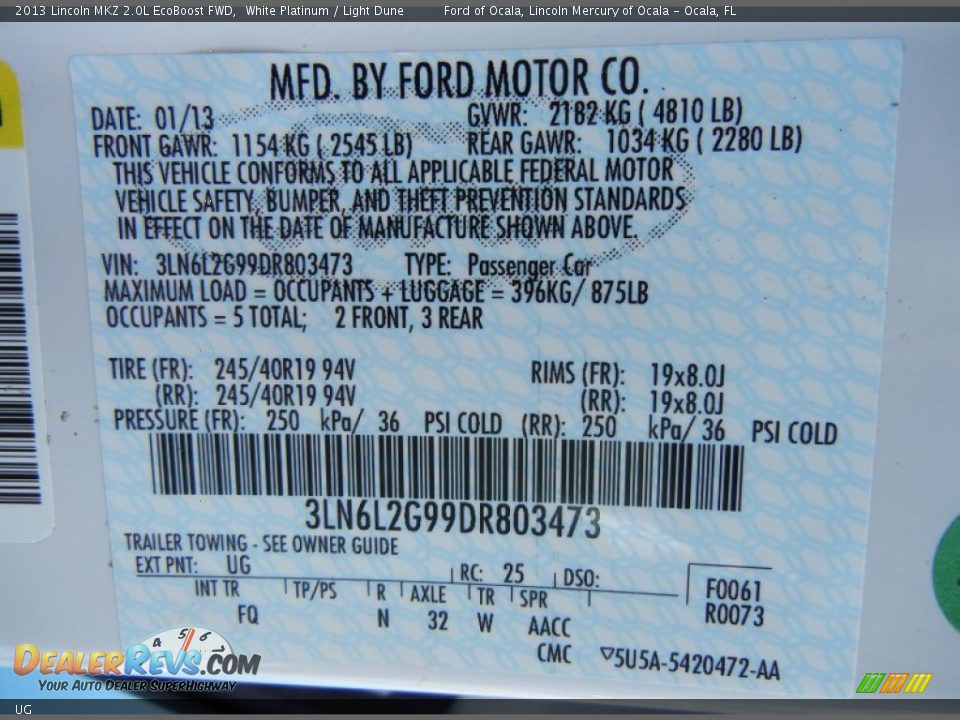 2013 Lincoln MKZ 2.0L EcoBoost FWD, White Platinum / Light Dune Ford of Ocala, Lincoln Mercury of Ocala - Ocala, FL
MFD. BY FORD MOTOR CO.
DATE: 01/13 GVWR: 2182 KG ( 4810 LB)
FRONT GAWR: 1154 KG ( 2545 LB) REAR GAWR: 1034 KG ( 2280 LB)
THIS VEHICLE CONFORMS TO ALL APPLICABLE FEDERAL MOTOR
VEHICLE SAFETY, BUMPER, AND THEFT PREVENTION STANDARDS
IN EFFECT ON THE DATE OF MANUFACTURE SHOWN ABOVE.
VIN: 3LN6L2G99DR803473 TYPE: Passenger Car
MAXIMUM LOAD = OCCUPANTS + LUGGAGE = 396KG/ 875LB
OCCUPANTS = 5 TOTAL; 2 FRONT, 3 REAR
TIRE (FR): 245/40R19 94V RIMS (FR): 19x8.0J
(RR): 245/40R19 94V (RR): 19x8.0J
PRESSURE (FR): 250 kPa/ 36 PSI COLD (RR): 250 kPa/ 36 PSI COLD
3LN6L2G99DR803473
TRAILER TOWING - SEE OWNER GUIDE
EXT PNT: UG RC: 25 DSO: F0061
INT TR TP/PS R AXLE TR SPR R0073
FQ N 32 W AACC
CMC ▽5U5A-5420472-AA
4 5 6
DEALERREVS.COM
YOUR AUTO DEALER SUPERHIGHWAY
UG